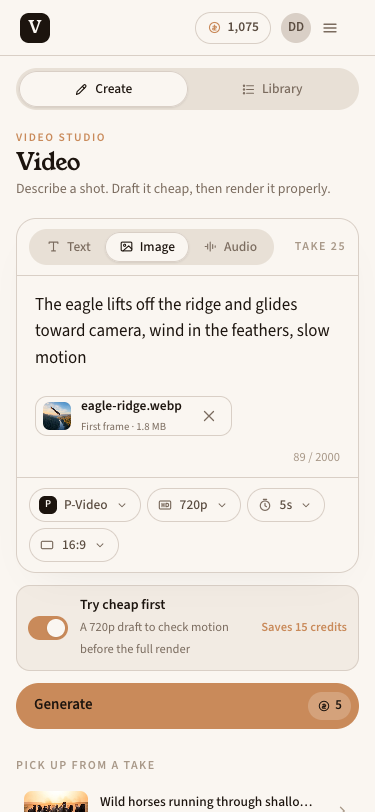 V
1,075
DD
Create
Library
VIDEO STUDIO
Video
Describe a shot. Draft it cheap, then render it properly.
Text
Image
Audio
TAKE 25
The eagle lifts off the ridge and glides
toward camera, wind in the feathers, slow
motion
eagle-ridge.webp
First frame · 1.8 MB
89 / 2000
P
P-Video
HD
720p
5s
16:9
Try cheap first
A 720p draft to check motion
before the full render
Saves 15 credits
Generate
5
PICK UP FROM A TAKE
Wild horses running through shallo...